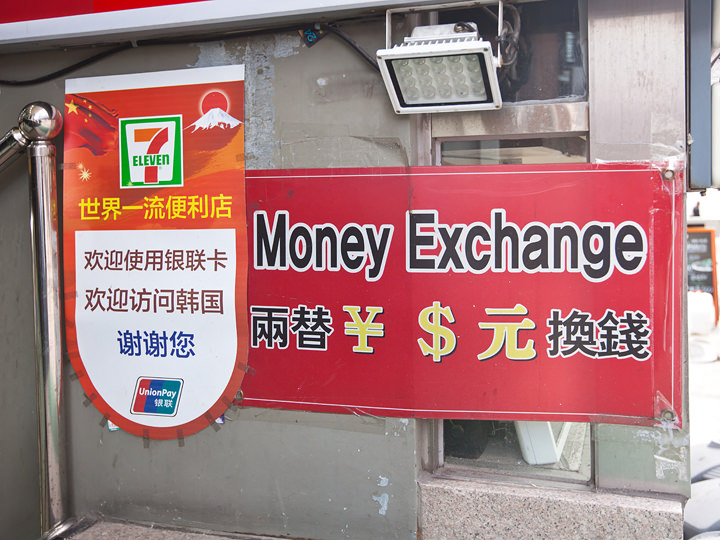 7
ELEVEN
世界一流便利店
欢迎使用银联卡
欢迎访问韩国
谢谢您
UnionPay
银联
Money Exchange
兩替 ¥ $ 元 換錢